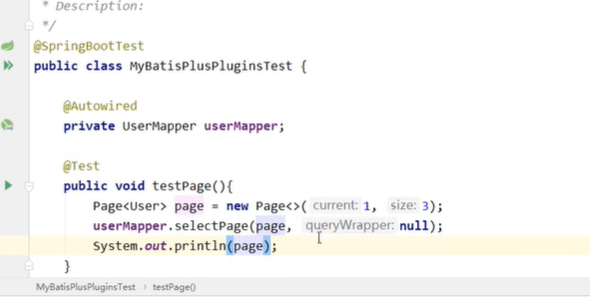 * Description:
*/
@SpringBootTest
public class MyBatisPlusPluginsTest {
@Autowired
private UserMapper userMapper;
@Test
public void testPage(){
Page<User> page = new Page<>( current: 1, size: 3);
userMapper.selectPage(page, queryWrapper: null);
System.out.println(page);
}
MyBatisPlusPluginsTest › testPage()